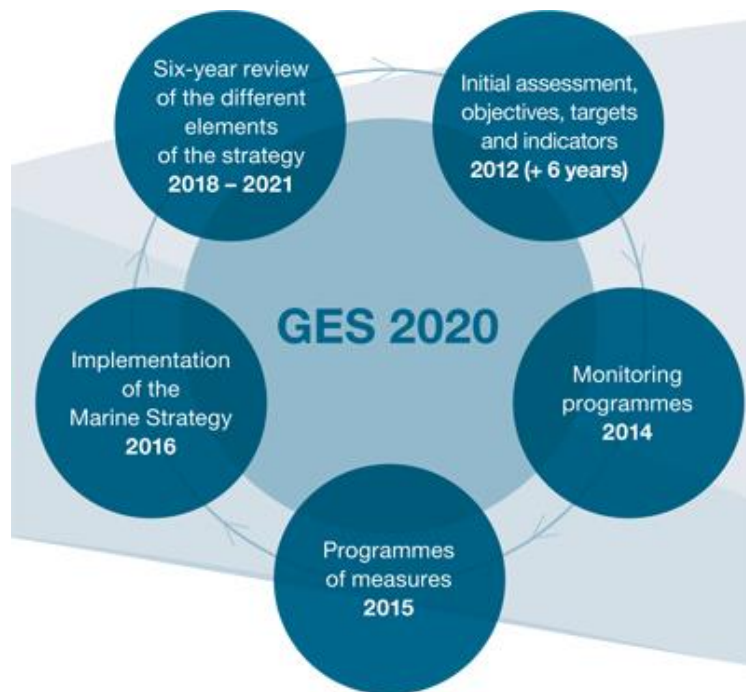 Six-year review
of the different
elements
of the strategy
2018 – 2021
Initial assessment,
objectives, targets
and indicators
2012 (+ 6 years)
GES 2020
Implementation
of the
Marine Strategy
2016
Monitoring
programmes
2014
Programmes
of measures
2015